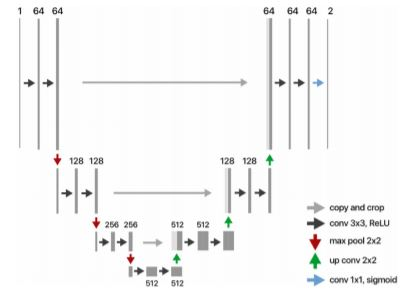 1 64 64
64 64 64 2
128 128
128 128
256 256
512 512
512 512
copy and crop
conv 3x3, ReLU
max pool 2x2
up conv 2x2
conv 1x1, sigmoid